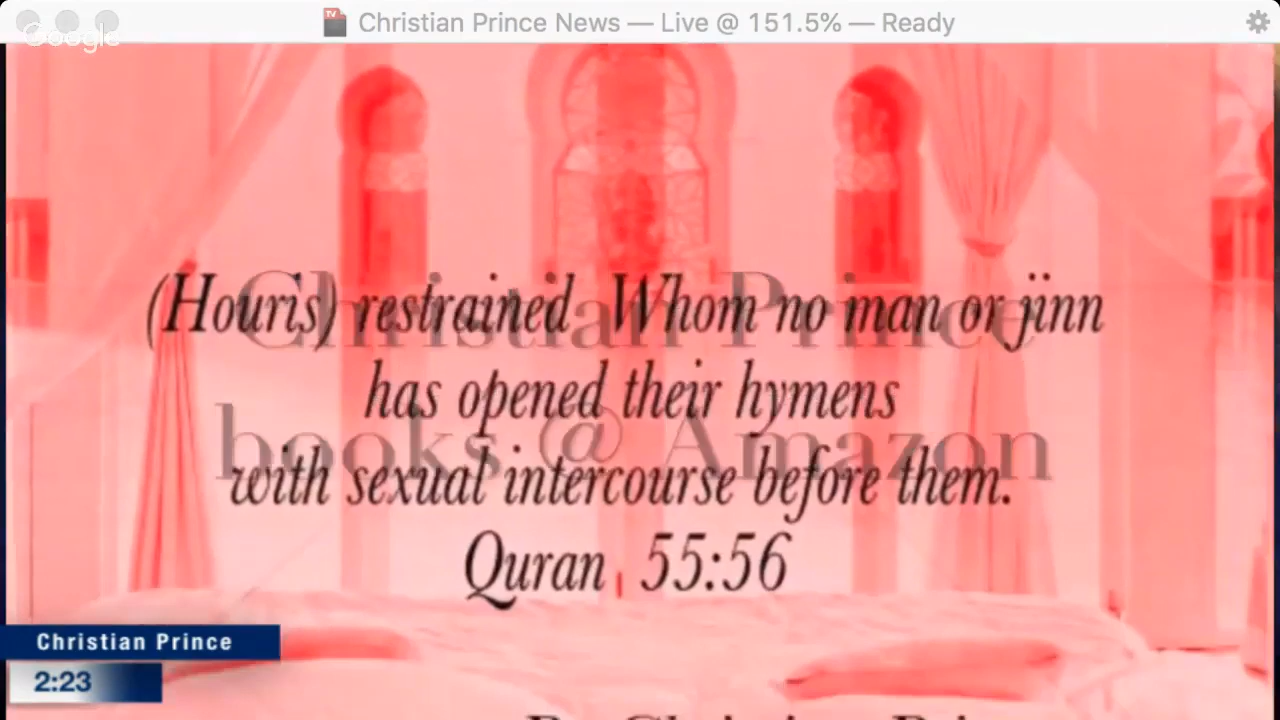 TV
Christian Prince News — Live @ 151.5% — Ready
Google
(Houris) restrained Whom no man or jinn
Christian Prince
has opened their hymens
books @ Amazon
with sexual intercourse before them.
Quran 55:56
Christian Prince
2:23